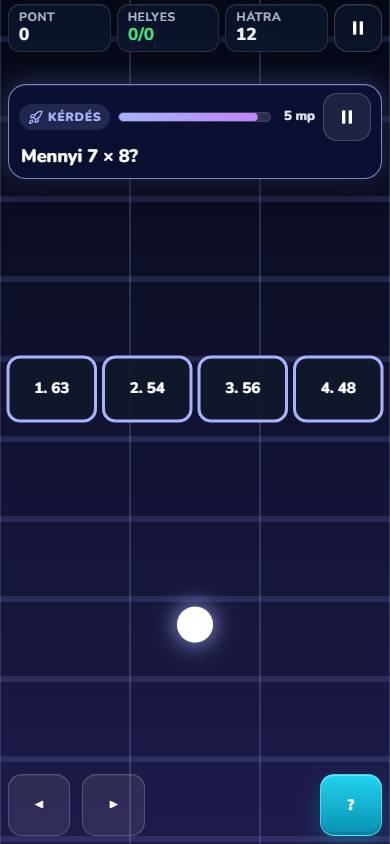 PONT
0
HELYES
0/0
HÁTRA
12
KÉRDÉS
5 mp
Mennyi 7 × 8?
1. 63
2. 54
3. 56
4. 48
?